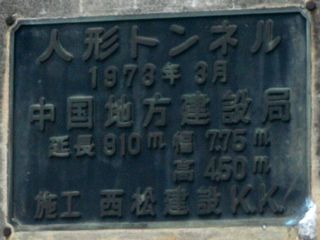 人形トンネル
1973年3月
中国地方建設局
延長910m 幅7.75m
高4.50m
施工 西松建設K.K.